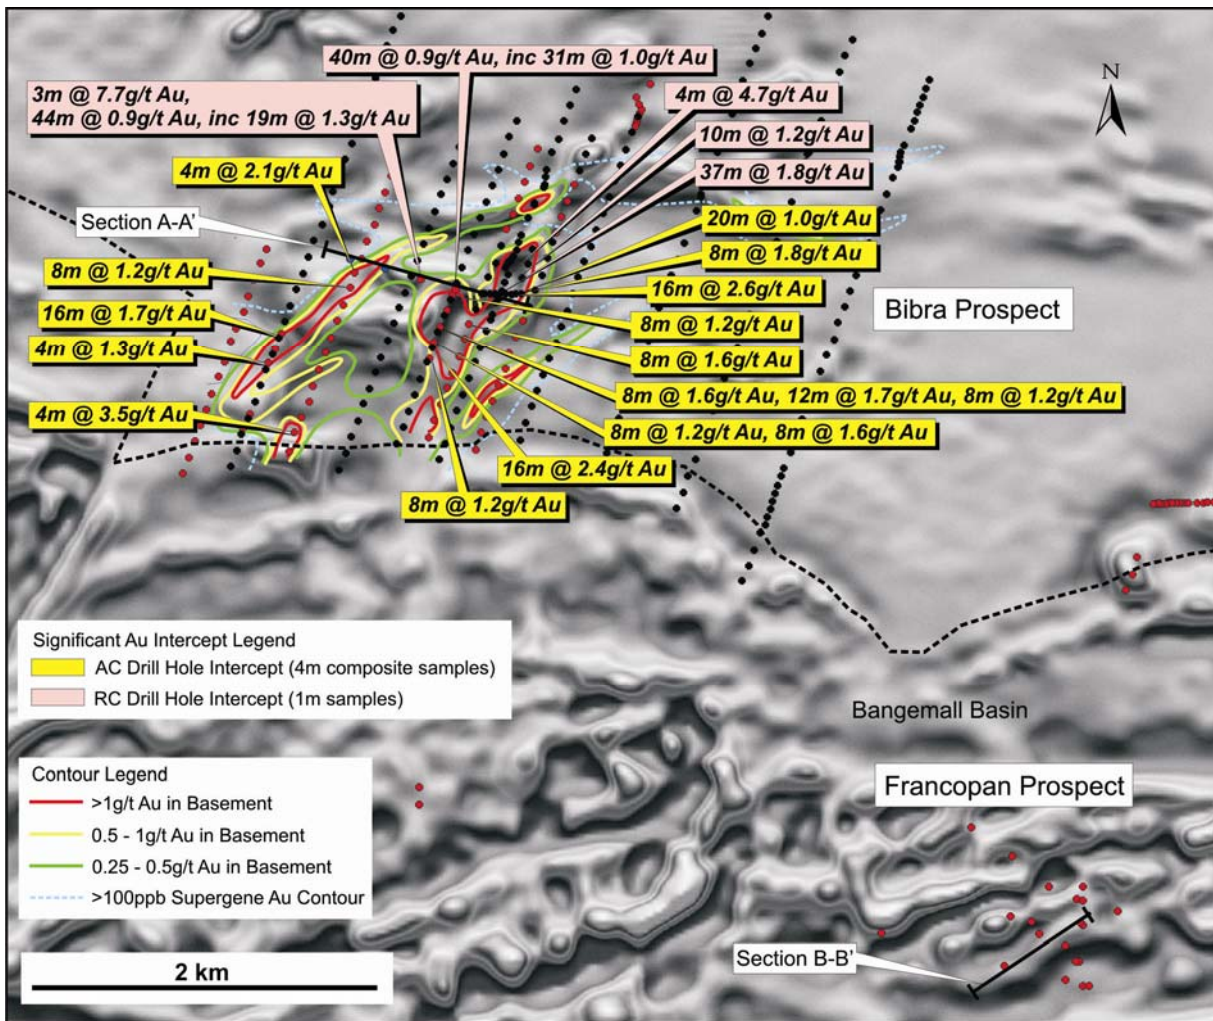 40m @ 0.9g/t Au, inc 31m @ 1.0g/t Au
3m @ 7.7g/t Au,
44m @ 0.9g/t Au, inc 19m @ 1.3g/t Au
4m @ 4.7g/t Au
N
10m @ 1.2g/t Au
37m @ 1.8g/t Au
4m @ 2.1g/t Au
Section A-A'
20m @ 1.0g/t Au
8m @ 1.8g/t Au
8m @ 1.2g/t Au
16m @ 2.6g/t Au
Bibra Prospect
16m @ 1.7g/t Au
8m @ 1.2g/t Au
4m @ 1.3g/t Au
8m @ 1.6g/t Au
8m @ 1.6g/t Au, 12m @ 1.7g/t Au, 8m @ 1.2g/t Au
4m @ 3.5g/t Au
8m @ 1.2g/t Au, 8m @ 1.6g/t Au
16m @ 2.4g/t Au
8m @ 1.2g/t Au
Significant Au Intercept Legend
AC Drill Hole Intercept (4m composite samples)
RC Drill Hole Intercept (1m samples)
Bangemall Basin
Contour Legend
>1g/t Au in Basement
0.5 - 1g/t Au in Basement
0.25 - 0.5g/t Au in Basement
>100ppb Supergene Au Contour
Francopan Prospect
2 km
Section B-B'